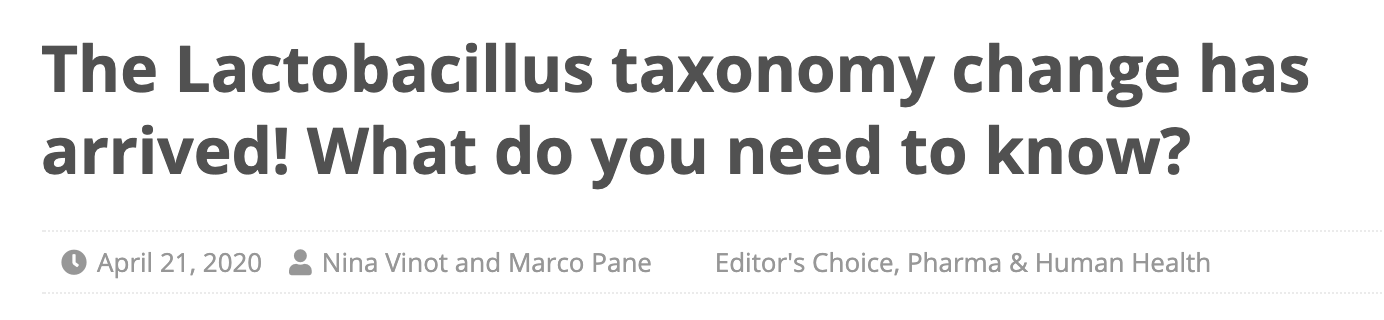 The Lactobacillus taxonomy change has
arrived! What do you need to know?
April 21, 2020 Nina Vinot and Marco Pane Editor's Choice, Pharma & Human Health